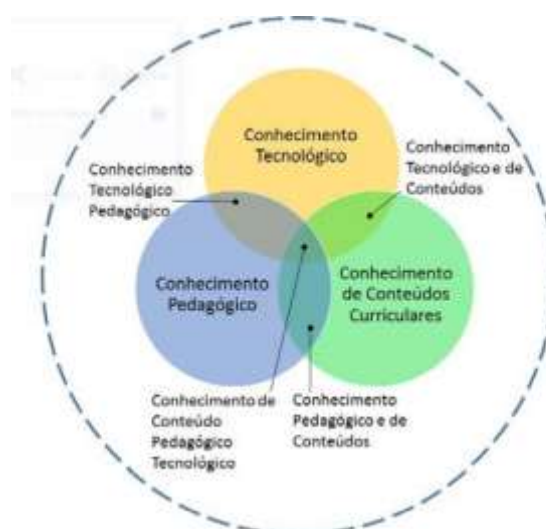 Conhecimento
Tecnológico
Conhecimento
Tecnológico e de
Conteúdos
Conhecimento
Tecnológico
Pedagógico
Conhecimento
Pedagógico
Conhecimento
de Conteúdos
Curriculares
Conhecimento de
Conteúdo
Pedagógico
Tecnológico
Conhecimento
Pedagógico e de
Conteúdos